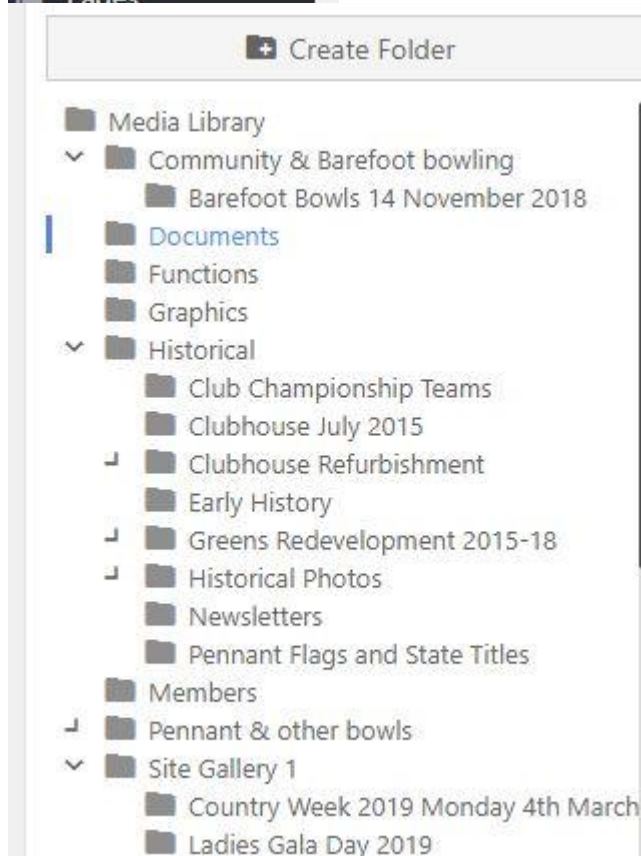 Create Folder
Media Library
Community & Barefoot bowling
Barefoot Bowls 14 November 2018
Documents
Functions
Graphics
Historical
Club Championship Teams
Clubhouse July 2015
Clubhouse Refurbishment
Early History
Greens Redevelopment 2015-18
Historical Photos
Newsletters
Pennant Flags and State Titles
Members
Pennant & other bowls
Site Gallery 1
Country Week 2019 Monday 4th March
Ladies Gala Day 2019